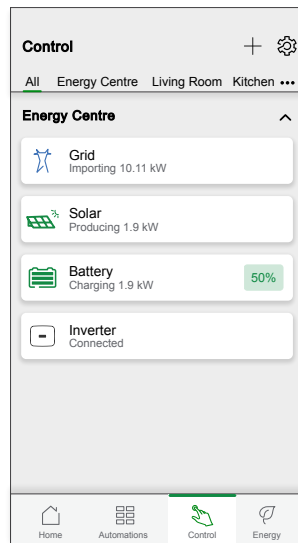 Control
All Energy Centre Living Room Kitchen •••
Energy Centre
Grid
Importing 10.11 kW
Solar
Producing 1.9 kW
Battery
Charging 1.9 kW
50%
Inverter
Connected
Home Automations Control Energy